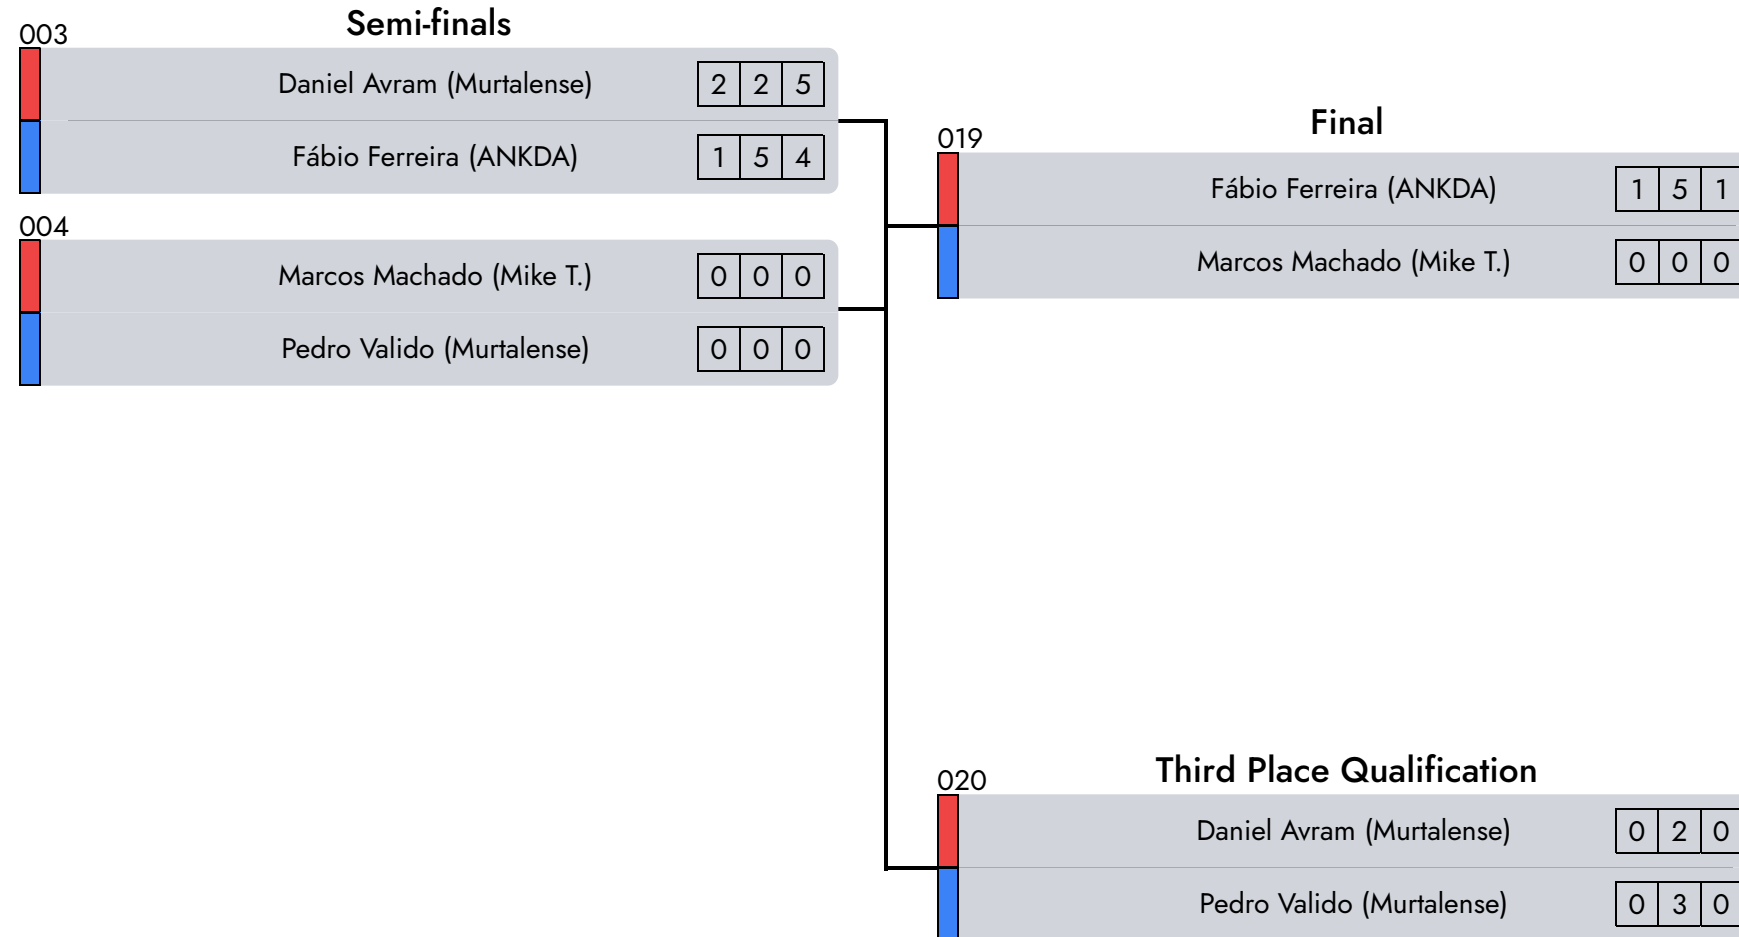 Semi-finals
003
Daniel Avram (Murtalense) 2 2 5
Fábio Ferreira (ANKDA) 1 5 4
004
Marcos Machado (Mike T.) 0 0 0
Pedro Valido (Murtalense) 0 0 0
Final
019
Fábio Ferreira (ANKDA) 1 5 1
Marcos Machado (Mike T.) 0 0 0
Third Place Qualification
020
Daniel Avram (Murtalense) 0 2 0
Pedro Valido (Murtalense) 0 3 0